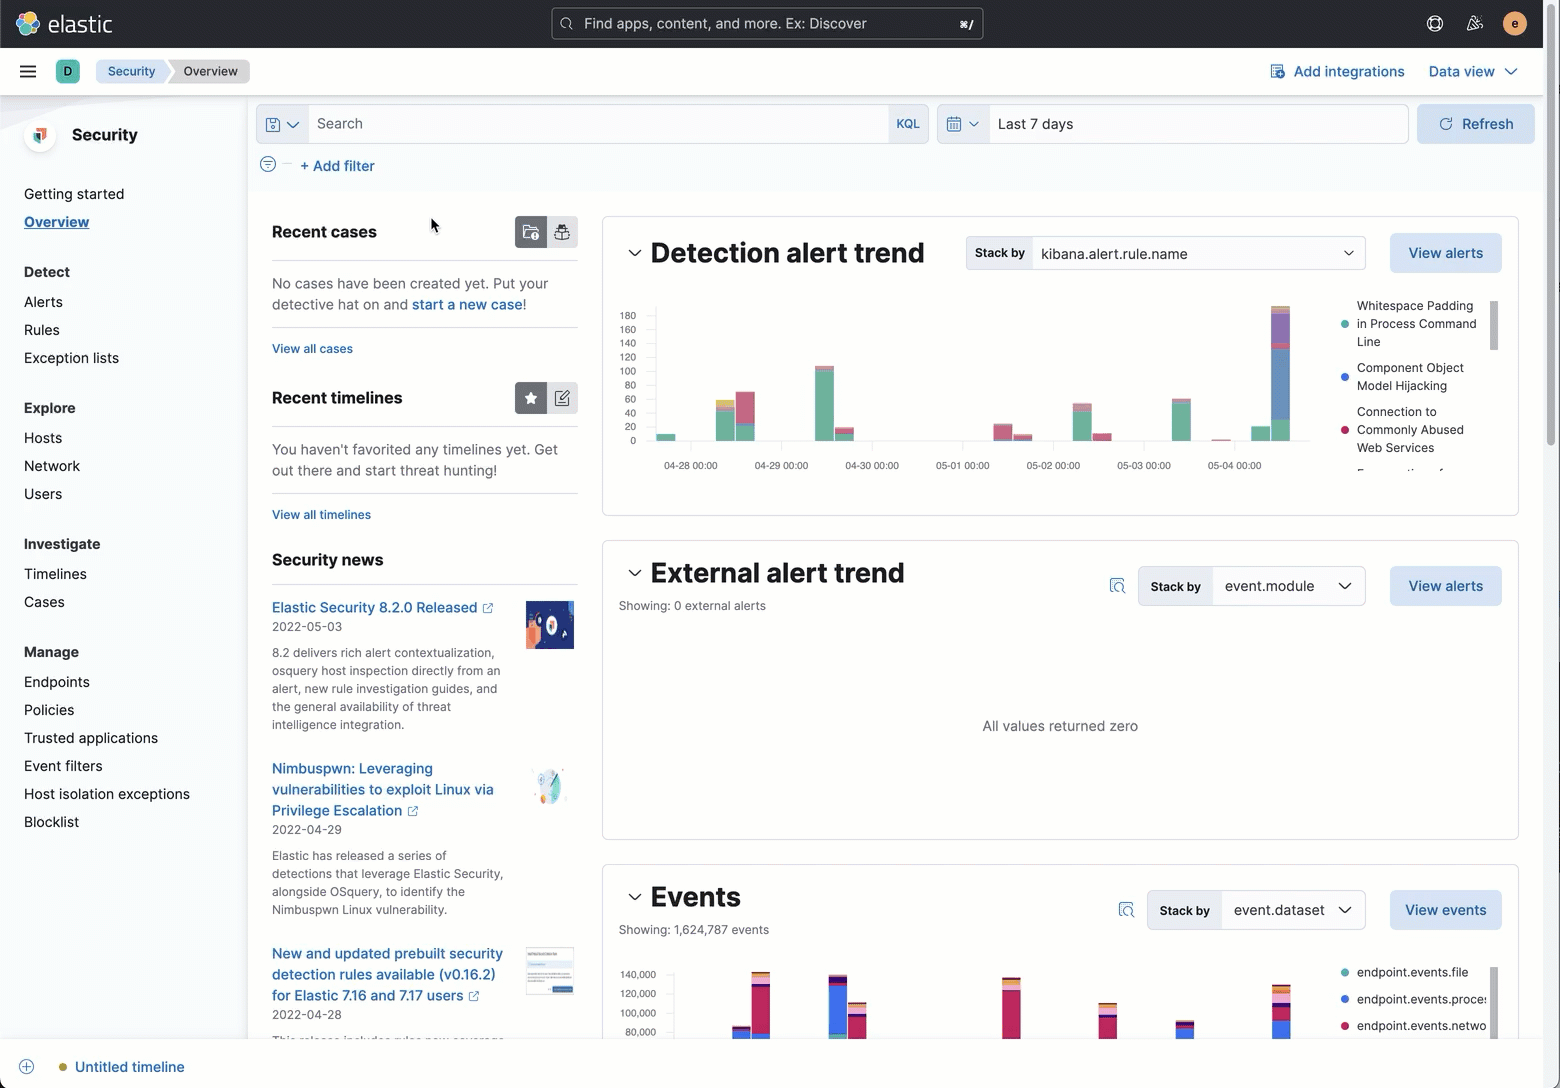 elastic
Find apps, content, and more. Ex: Discover
⌘/
e
D
Security
Overview
Add integrations
Data view
Security
Getting started
Overview
Detect
Alerts
Rules
Exception lists
Explore
Hosts
Network
Users
Investigate
Timelines
Cases
Manage
Endpoints
Policies
Trusted applications
Event filters
Host isolation exceptions
Blocklist
Search
KQL
Last 7 days
Refresh
+ Add filter
Recent cases
No cases have been created yet. Put your
detective hat on and start a new case!
View all cases
Recent timelines
You haven't favorited any timelines yet. Get
out there and start threat hunting!
View all timelines
Security news
Elastic Security 8.2.0 Released
2022-05-03
8.2 delivers rich alert contextualization,
osquery host inspection directly from an
alert, new rule investigation guides, and
the general availability of threat
intelligence integration.
Nimbuspwn: Leveraging
vulnerabilities to exploit Linux via
Privilege Escalation
2022-04-29
Elastic has released a series of
detections that leverage Elastic Security,
alongside OSquery, to identify the
Nimbuspwn Linux vulnerability.
New and updated prebuilt security
detection rules available (v0.16.2)
for Elastic 7.16 and 7.17 users
2022-04-28
Detection alert trend
Stack by
kibana.alert.rule.name
View alerts
180
160
140
120
100
80
60
40
20
0
04-28 00:00
04-29 00:00
04-30 00:00
05-01 00:00
05-02 00:00
05-03 00:00
05-04 00:00
Whitespace Padding
in Process Command
Line
Component Object
Model Hijacking
Connection to
Commonly Abused
Web Services
External alert trend
Showing: 0 external alerts
Stack by
event.module
View alerts
All values returned zero
Events
Showing: 1,624,787 events
Stack by
event.dataset
View events
140,000
120,000
100,000
80,000
endpoint.events.file
endpoint.events.proces
endpoint.events.netwo
Untitled timeline